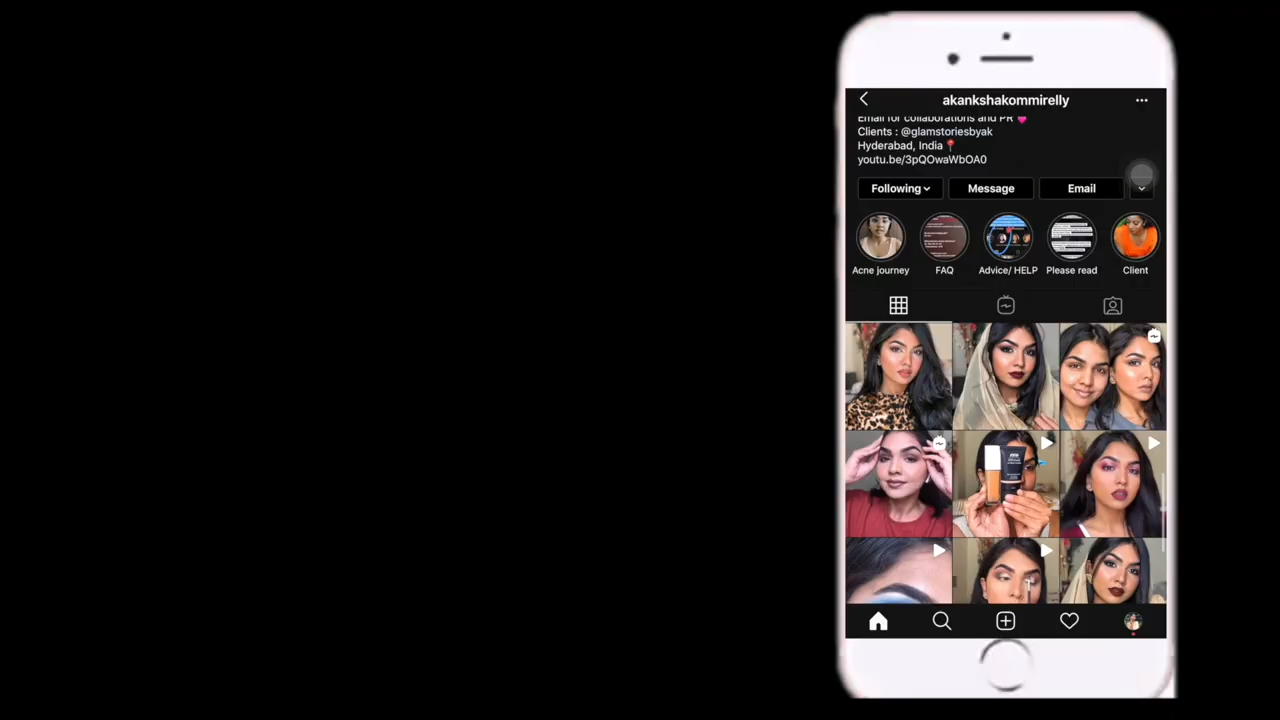 akankshakommirelly
Email for collaborations and PR
Clients : @glamstoriesbyak
Hyderabad, India
youtu.be/3pQOwaWbOA0
Following
Message
Email
Acne journey
FAQ
Advice/ HELP
Please read
Client